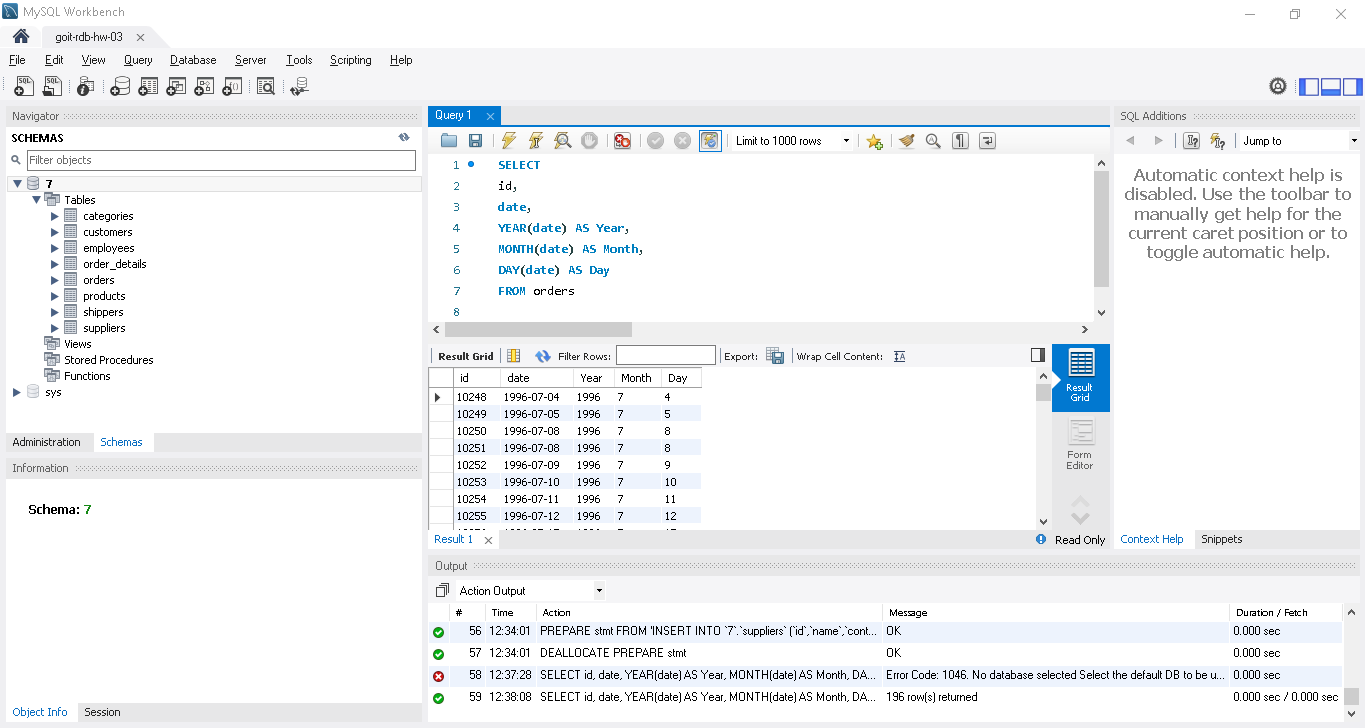 MySQL Workbench
goit-rdb-hw-03
File Edit View Query Database Server Tools Scripting Help
Navigator
SCHEMAS
Filter objects
7
Tables
categories
customers
employees
order_details
orders
products
shippers
suppliers
Views
Stored Procedures
Functions
sys
Administration Schemas
Information
Schema: 7
Object Info Session
Query 1
Limit to 1000 rows
1 SELECT
2 id,
3 date,
4 YEAR(date) AS Year,
5 MONTH(date) AS Month,
6 DAY(date) AS Day
7 FROM orders
8
Result Grid Filter Rows: Export: Wrap Cell Content:
id date Year Month Day
10248 1996-07-04 1996 7 4
10249 1996-07-05 1996 7 5
10250 1996-07-08 1996 7 8
10251 1996-07-08 1996 7 8
10252 1996-07-09 1996 7 9
10253 1996-07-10 1996 7 10
10254 1996-07-11 1996 7 11
10255 1996-07-12 1996 7 12
Result Grid
Form Editor
Result 1 Read Only
SQL Additions
Jump to
Automatic context help is
disabled. Use the toolbar to
manually get help for the
current caret position or to
toggle automatic help.
Context Help Snippets
Output
Action Output
# Time Action Message Duration / Fetch
56 12:34:01 PREPARE stmt FROM 'INSERT INTO `7`.`suppliers` (`id`,`name`,`cont... OK 0.000 sec
57 12:34:01 DEALLOCATE PREPARE stmt OK 0.000 sec
58 12:37:28 SELECT id, date, YEAR(date) AS Year, MONTH(date) AS Month, DA... Error Code: 1046. No database selected Select the default DB to be u... 0.000 sec
59 12:38:08 SELECT id, date, YEAR(date) AS Year, MONTH(date) AS Month, DA... 196 row(s) returned 0.000 sec / 0.000 sec